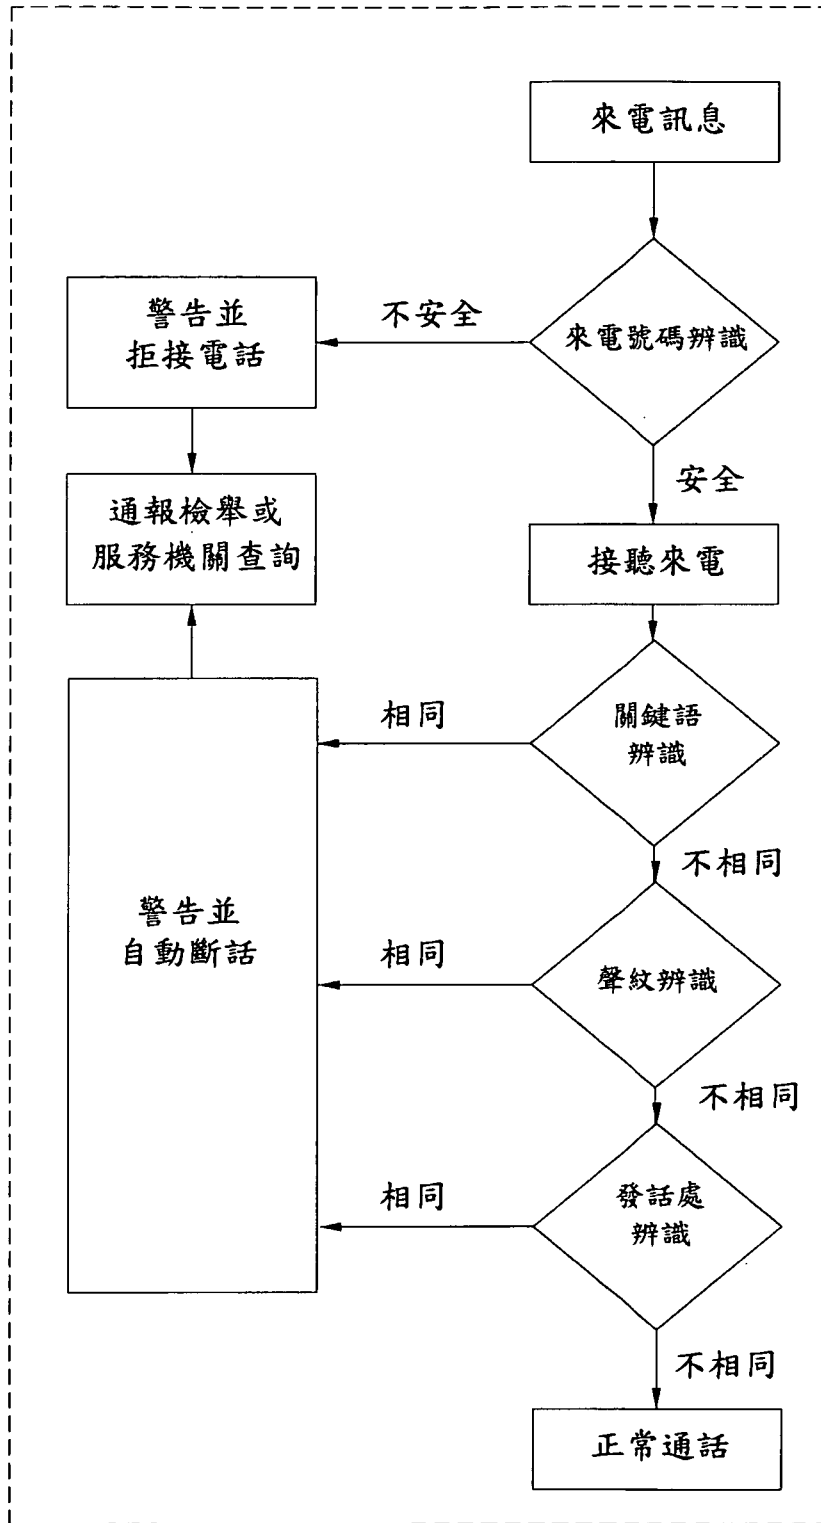 來電訊息
來電號碼辨識
不安全
警告並
拒接電話
通報檢舉或
服務機關查詢
安全
接聽來電
關鍵語
辨識
相同
不相同
警告並
自動斷話
聲紋辨識
相同
不相同
發話處
辨識
相同
不相同
正常通話